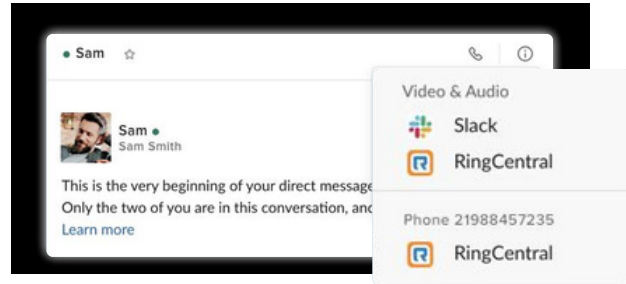 Sam
Sam
Sam Smith
This is the very beginning of your direct message
Only the two of you are in this conversation, and
Learn more
Video & Audio
Slack
RingCentral
Phone 21988457235
RingCentral